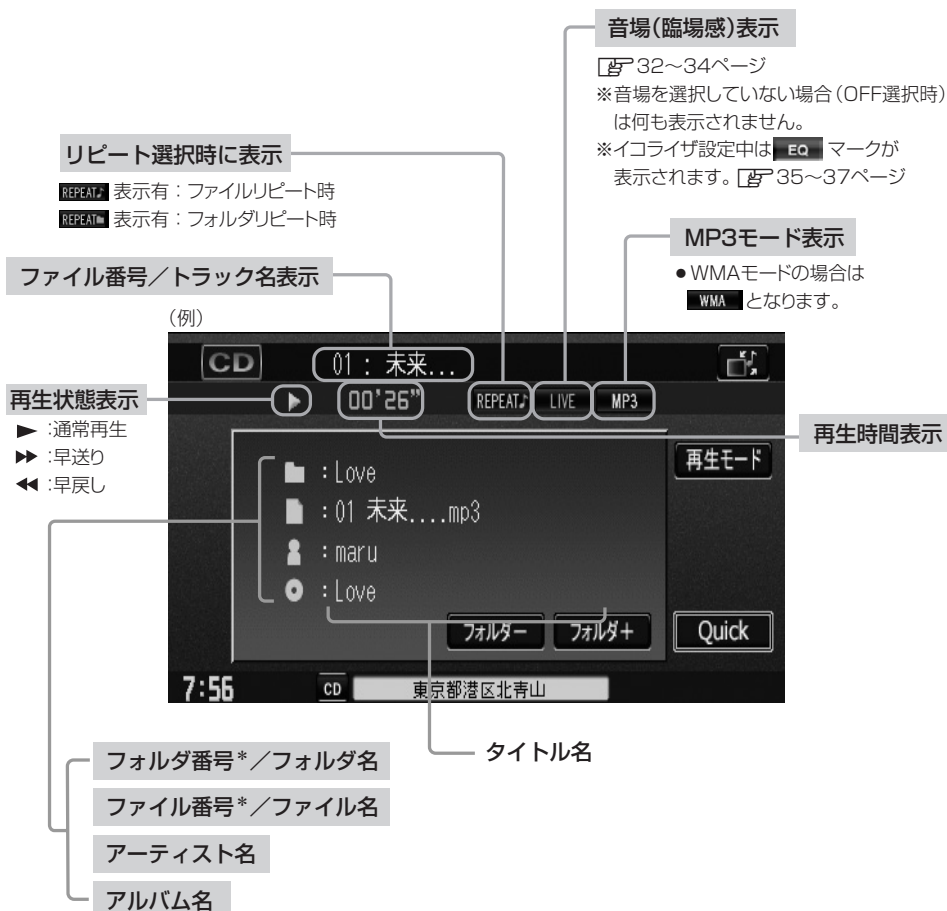 音場(臨場感)表示
32〜34ページ
※音場を選択していない場合(OFF選択時)
は何も表示されません。
※イコライザ設定中は EQ マークが
表示されます。 35〜37ページ
リピート選択時に表示
REPEAT♪ 表示有：ファイルリピート時
REPEAT 表示有：フォルダリピート時
MP3モード表示
●WMAモードの場合は
WMA となります。
ファイル番号／トラック名表示
(例)
CD 01：未来...
再生状態表示
▶ :通常再生
▶▶ :早送り
◀◀ :早戻し
00'26" REPEAT♪ LIVE MP3
再生時間表示
再生モード
：Love
：01 未来....mp3
：maru
：Love
フォルダー フォルダ＋ Quick
7:56 CD 東京都港区北青山
タイトル名
フォルダ番号*／フォルダ名
ファイル番号*／ファイル名
アーティスト名
アルバム名